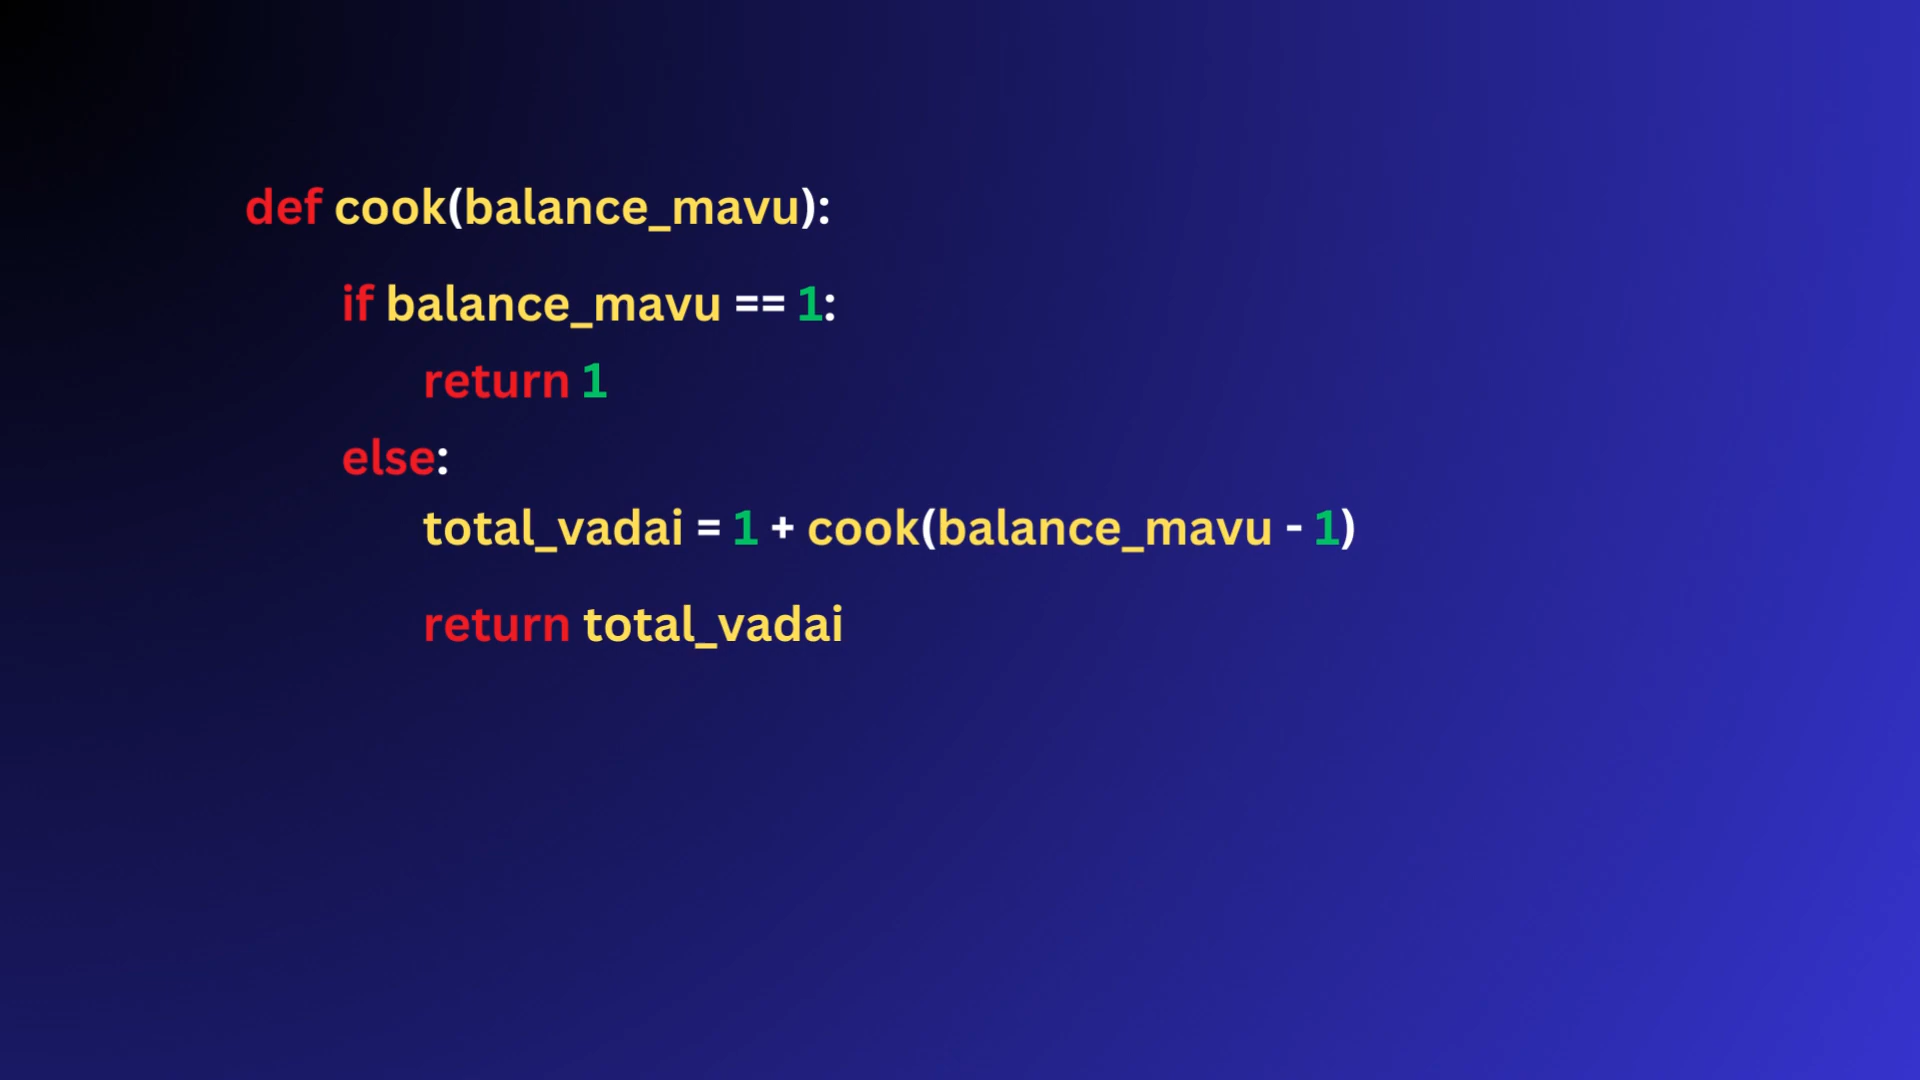 def cook(balance_mavu):
if balance_mavu == 1:
return 1
else:
total_vadai = 1 + cook(balance_mavu - 1)
return total_vadai